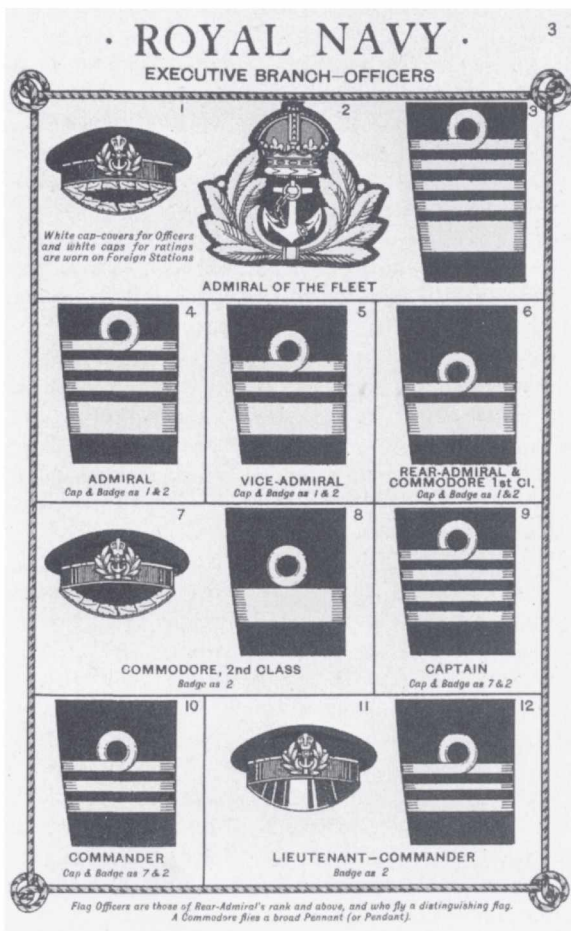 3
· ROYAL NAVY ·
EXECUTIVE BRANCH—OFFICERS
1
2
3
White cap-covers for Officers
and white caps for ratings
are worn on Foreign Stations
ADMIRAL OF THE FLEET
4
5
6
ADMIRAL
Cap & Badge as 1 & 2
VICE-ADMIRAL
Cap & Badge as 1 & 2
REAR-ADMIRAL &
COMMODORE 1st Cl.
Cap & Badge as 1 & 2
7
8
9
COMMODORE, 2nd CLASS
Badge as 2
CAPTAIN
Cap & Badge as 7 & 2
10
11
12
COMMANDER
Cap & Badge as 7 & 2
LIEUTENANT–COMMANDER
Badge as 2
Flag Officers are those of Rear-Admiral's rank and above, and who fly a distinguishing flag.
A Commodore flies a broad Pennant (or Pendant).